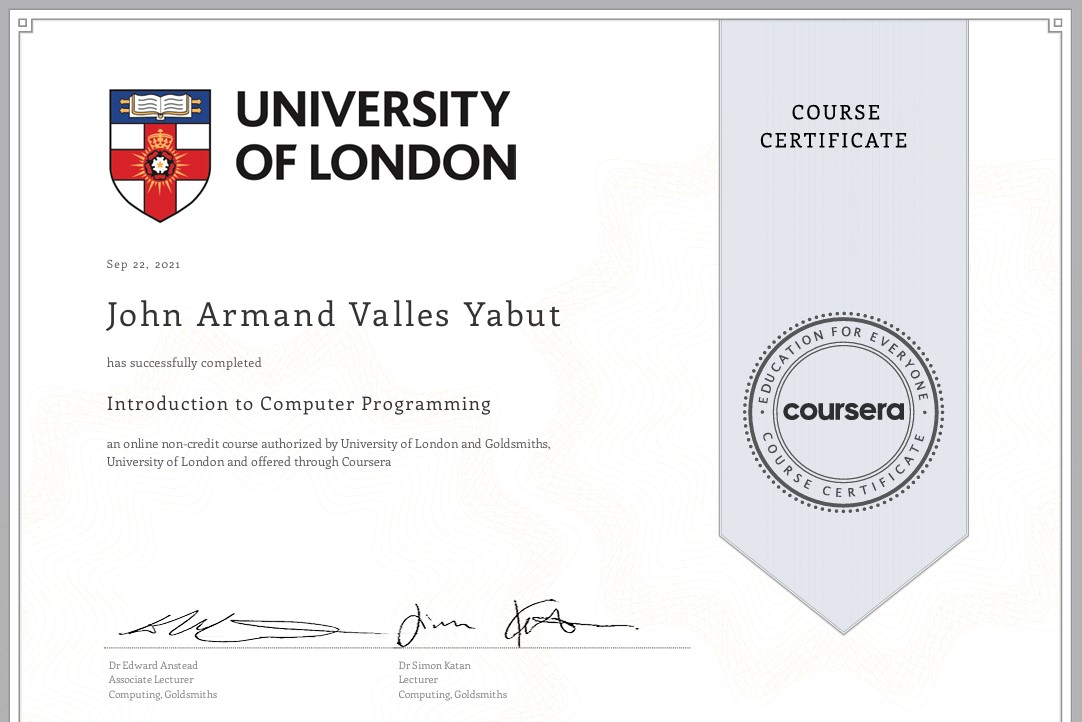 UNIVERSITY
OF LONDON
COURSE
CERTIFICATE
Sep 22, 2021
John Armand Valles Yabut
has successfully completed
Introduction to Computer Programming
an online non-credit course authorized by University of London and Goldsmiths,
University of London and offered through Coursera
EDUCATION FOR EVERYONE
coursera
COURSE CERTIFICATE
Dr Edward Anstead
Associate Lecturer
Computing, Goldsmiths
Dr Simon Katan
Lecturer
Computing, Goldsmiths